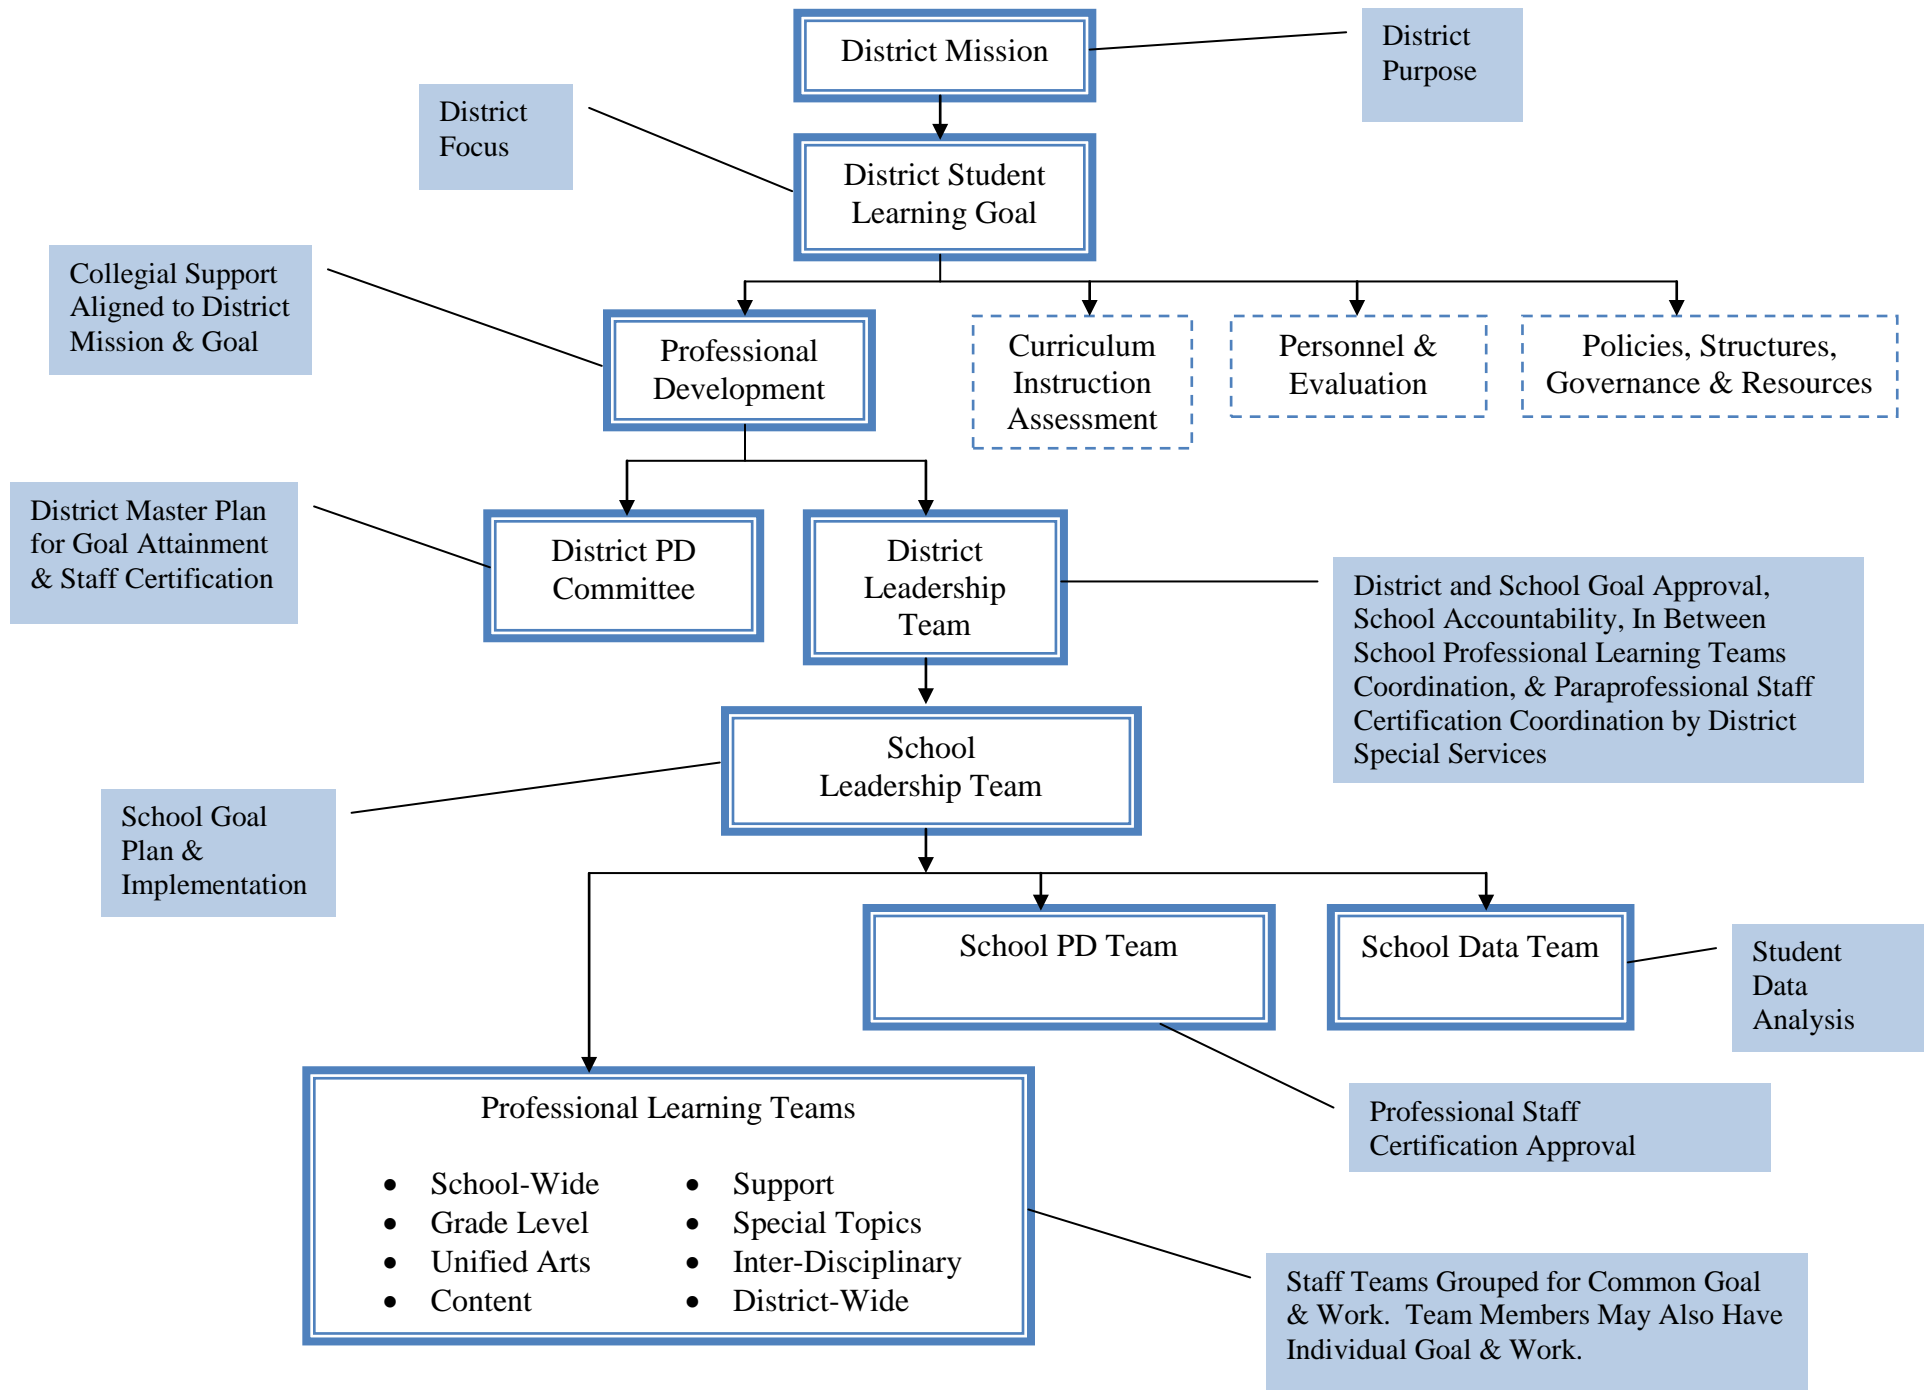 District Mission
District
Purpose
District
Focus
District Student
Learning Goal
Collegial Support
Aligned to District
Mission & Goal
Professional
Development
Curriculum
Instruction
Assessment
Personnel &
Evaluation
Policies, Structures,
Governance & Resources
District Master Plan
for Goal Attainment
& Staff Certification
District PD
Committee
District
Leadership
Team
District and School Goal Approval,
School Accountability, In Between
School Professional Learning Teams
Coordination, & Paraprofessional Staff
Certification Coordination by District
Special Services
School
Leadership Team
School Goal
Plan &
Implementation
School PD Team
School Data Team
Student
Data
Analysis
Professional Staff
Certification Approval
Professional Learning Teams
• School-Wide
• Grade Level
• Unified Arts
• Content
• Support
• Special Topics
• Inter-Disciplinary
• District-Wide
Staff Teams Grouped for Common Goal
& Work.  Team Members May Also Have
Individual Goal & Work.